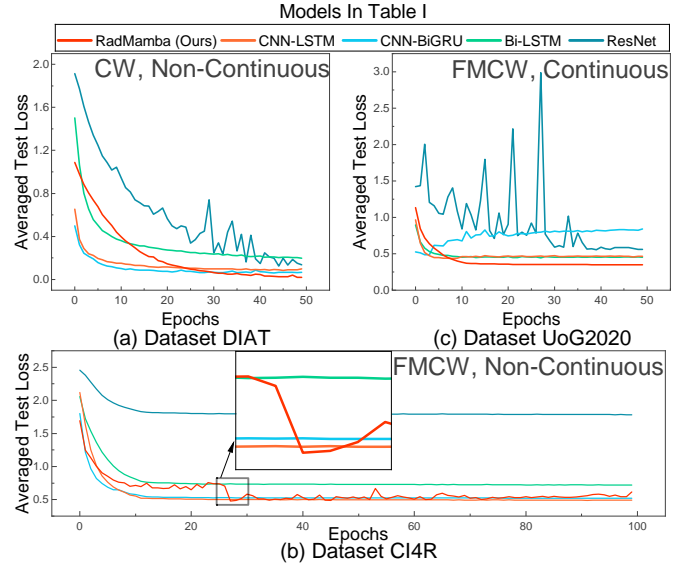 Models In Table I
RadMamba (Ours) CNN-LSTM CNN-BiGRU Bi-LSTM ResNet
CW, Non-Continuous
Averaged Test Loss
2.0
1.6
1.2
0.8
0.4
0.0
0 10 20 30 40 50
Epochs
(a) Dataset DIAT
FMCW, Continuous
Averaged Test Loss
3.0
2.5
2.0
1.5
1.0
0.5
0.0
0 10 20 30 40 50
Epochs
(c) Dataset UoG2020
FMCW, Non-Continuous
Averaged Test Loss
2.5
2.0
1.5
1.0
0.5
0 20 40 60 80 100
Epochs
(b) Dataset CI4R